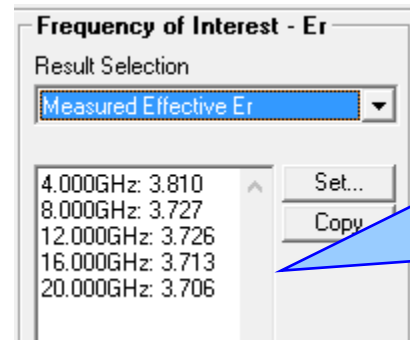 Frequency of Interest - Er
Result Selection
Measured Effective Er
4.000GHz: 3.810
8.000GHz: 3.727
12.000GHz: 3.726
16.000GHz: 3.713
20.000GHz: 3.706
Set...
Copy